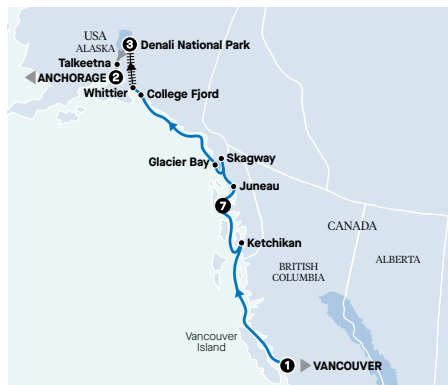 USA
ALASKA
3 Denali National Park
Talkeetna
ANCHORAGE 2
Whittier
College Fjord
Glacier Bay
Skagway
Juneau
7
Ketchikan
CANADA
BRITISH
COLUMBIA
ALBERTA
Vancouver
Island
1 VANCOUVER